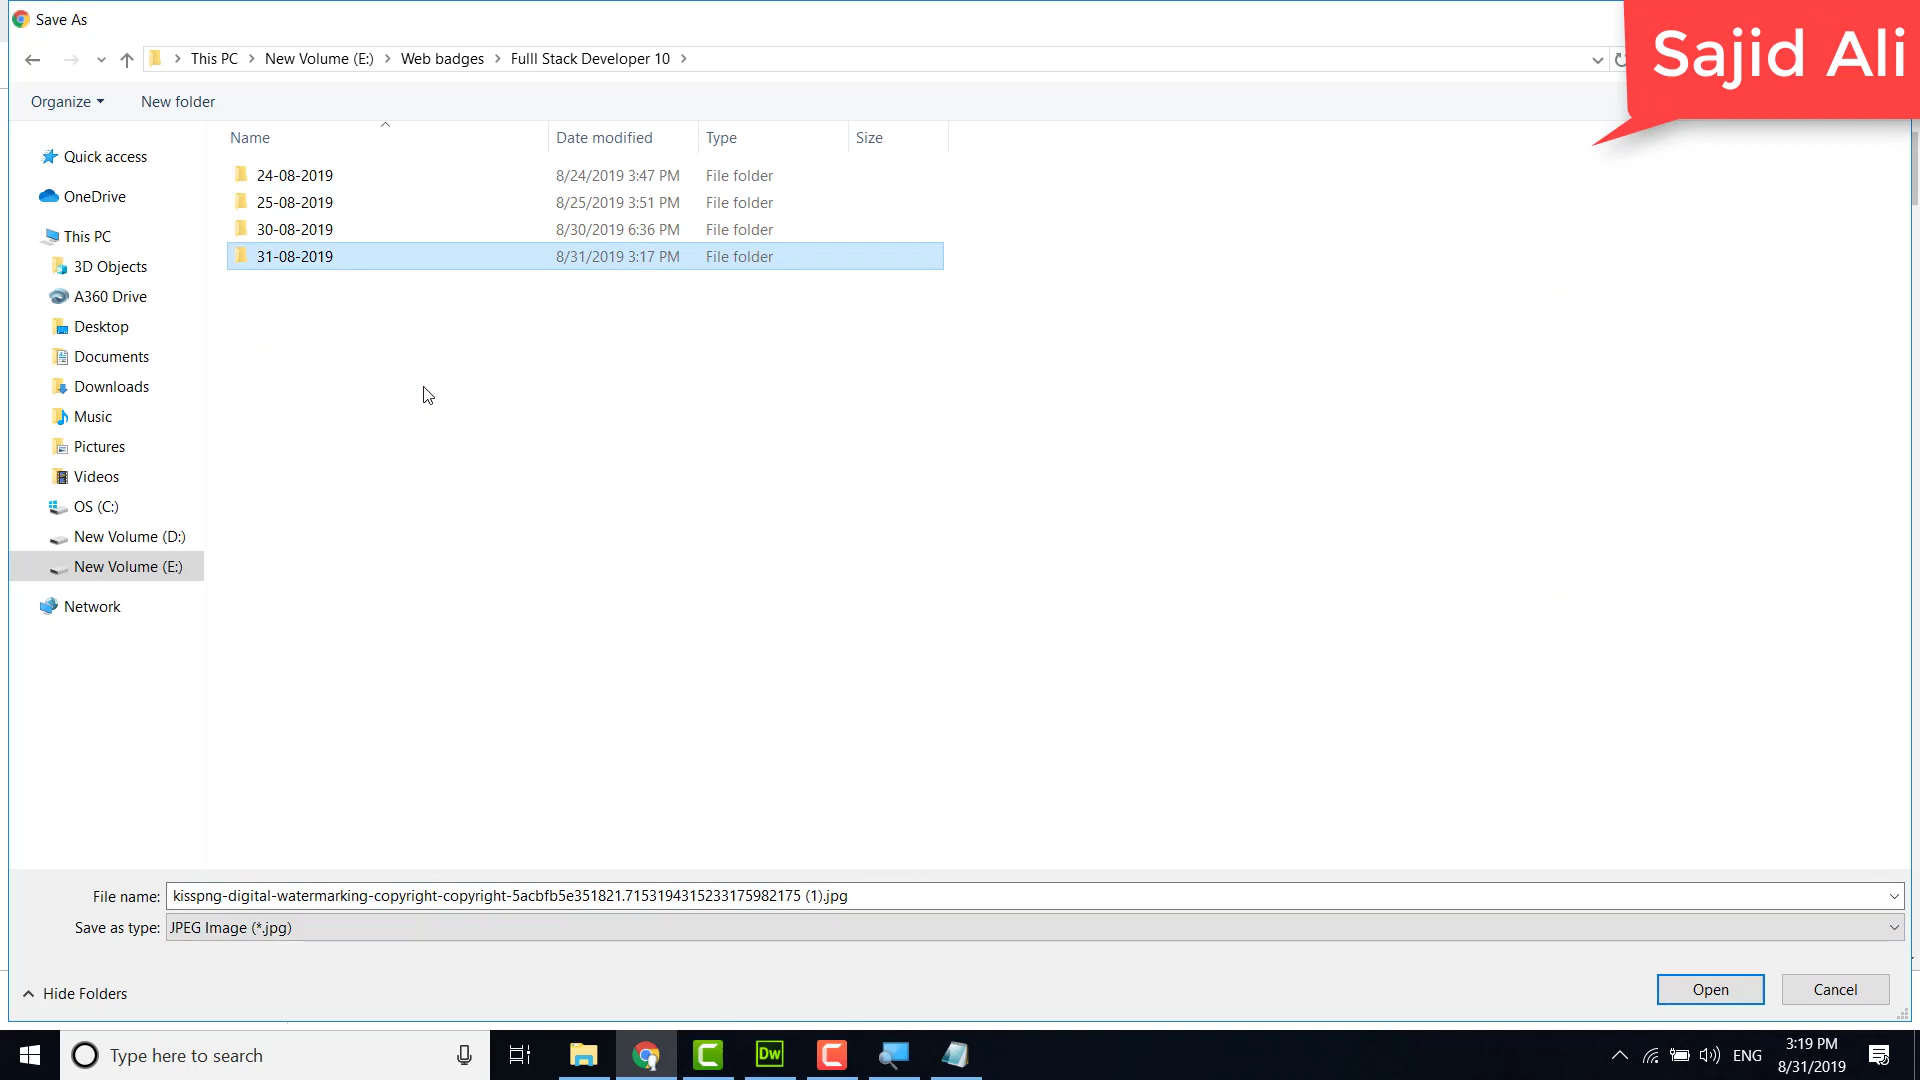 Save As
Sajid Ali
This PC > New Volume (E:) > Web badges > Fulll Stack Developer 10 >
Organize
New folder
Name Date modified Type Size
24-08-2019 8/24/2019 3:47 PM File folder
25-08-2019 8/25/2019 3:51 PM File folder
30-08-2019 8/30/2019 6:36 PM File folder
31-08-2019 8/31/2019 3:17 PM File folder
Quick access
OneDrive
This PC
3D Objects
A360 Drive
Desktop
Documents
Downloads
Music
Pictures
Videos
OS (C:)
New Volume (D:)
New Volume (E:)
Network
File name: kisspng-digital-watermarking-copyright-copyright-5acbfb5e351821.7153194315233175982175 (1).jpg
Save as type: JPEG Image (*.jpg)
Hide Folders
Open
Cancel
Type here to search
Dw
ENG
3:19 PM
8/31/2019